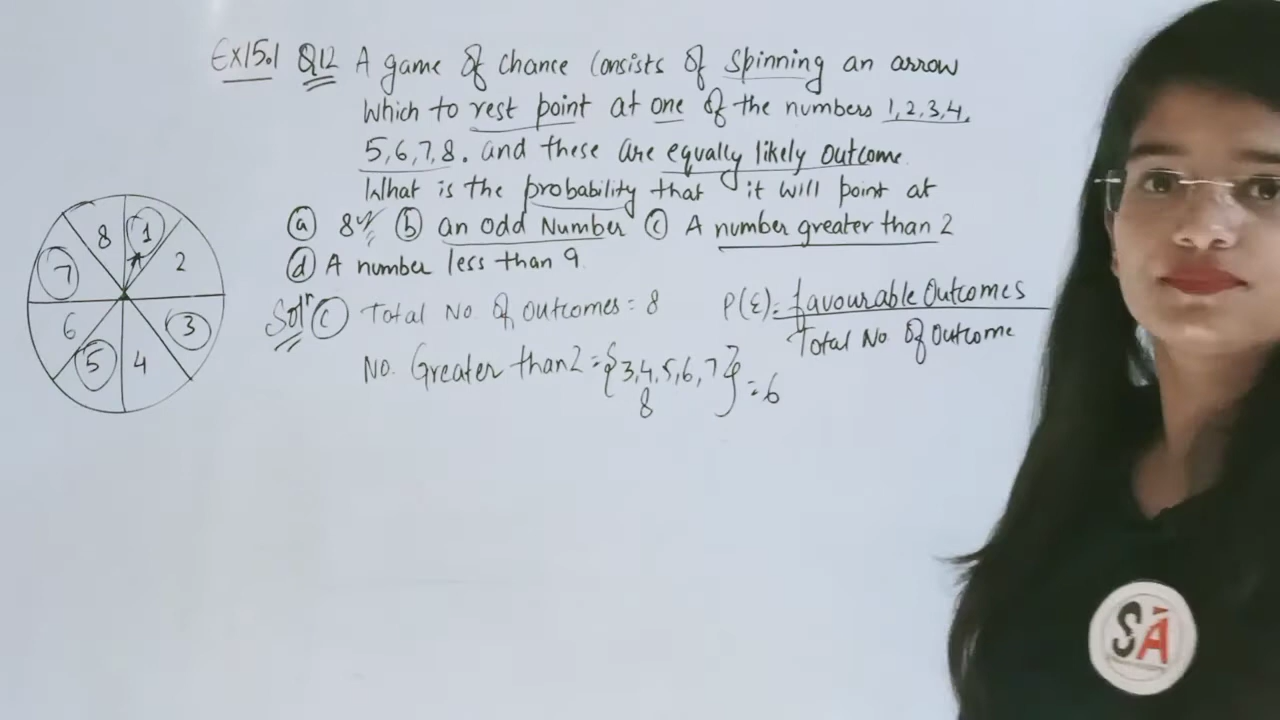 Ex15.1 Q12 A game of chance Consists of Spinning an arrow
Which to rest point at one of the numbers 1, 2, 3, 4,
5, 6, 7, 8. and these are equally likely outcome.
What is the probability that it will point at
(a) 8 (b) an odd Number (c) A number greater than 2
(d) A number less than 9.
8 1
7 2
6 3
5 4
Solⁿ (c) Total No. of outcomes = 8
P(E) = favourable Outcomes
Total No. Of Outcome
No. Greater than 2 = {3, 4, 5, 6, 7,
8} = 6
SA